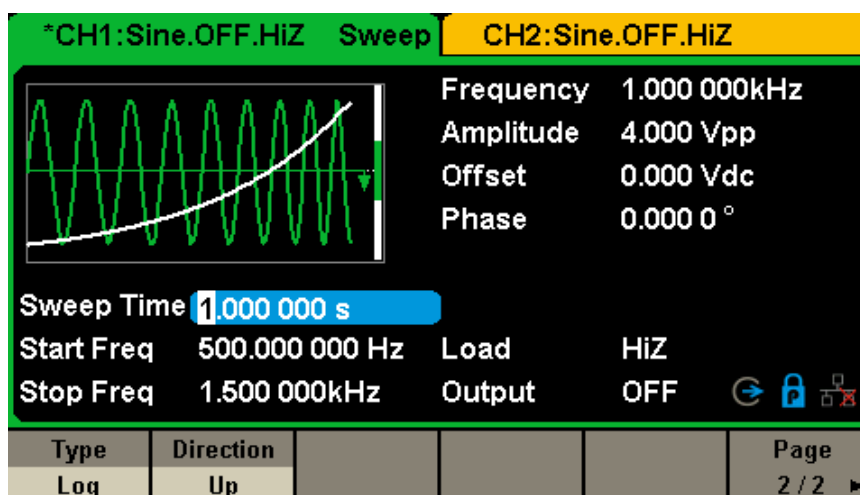 *CH1:Sine.OFF.HiZ Sweep CH2:Sine.OFF.HiZ
Frequency 1.000 000kHz
Amplitude 4.000 Vpp
Offset 0.000 Vdc
Phase 0.000 0 °
Sweep Time 1.000 000 s
Start Freq 500.000 000 Hz Load HiZ
Stop Freq 1.500 000kHz Output OFF P
Type Direction Page
Log Up 2 / 2